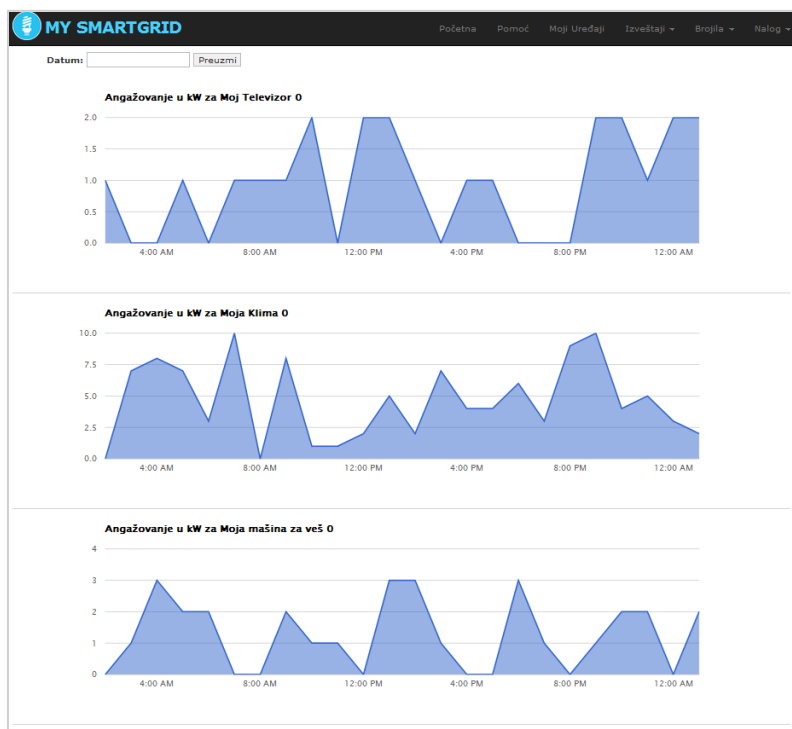 MY SMARTGRID Početna Pomoć Moji Uređaji Izveštaji Brojila Nalog
Datum: Preuzmi
Angažovanje u kW za Moj Televizor 0
2.0
1.5
1.0
0.5
0.0
4:00 AM 8:00 AM 12:00 PM 4:00 PM 8:00 PM 12:00 AM
Angažovanje u kW za Moja Klima 0
10.0
7.5
5.0
2.5
0.0
4:00 AM 8:00 AM 12:00 PM 4:00 PM 8:00 PM 12:00 AM
Angažovanje u kW za Moja mašina za veš 0
4
3
2
1
0
4:00 AM 8:00 AM 12:00 PM 4:00 PM 8:00 PM 12:00 AM